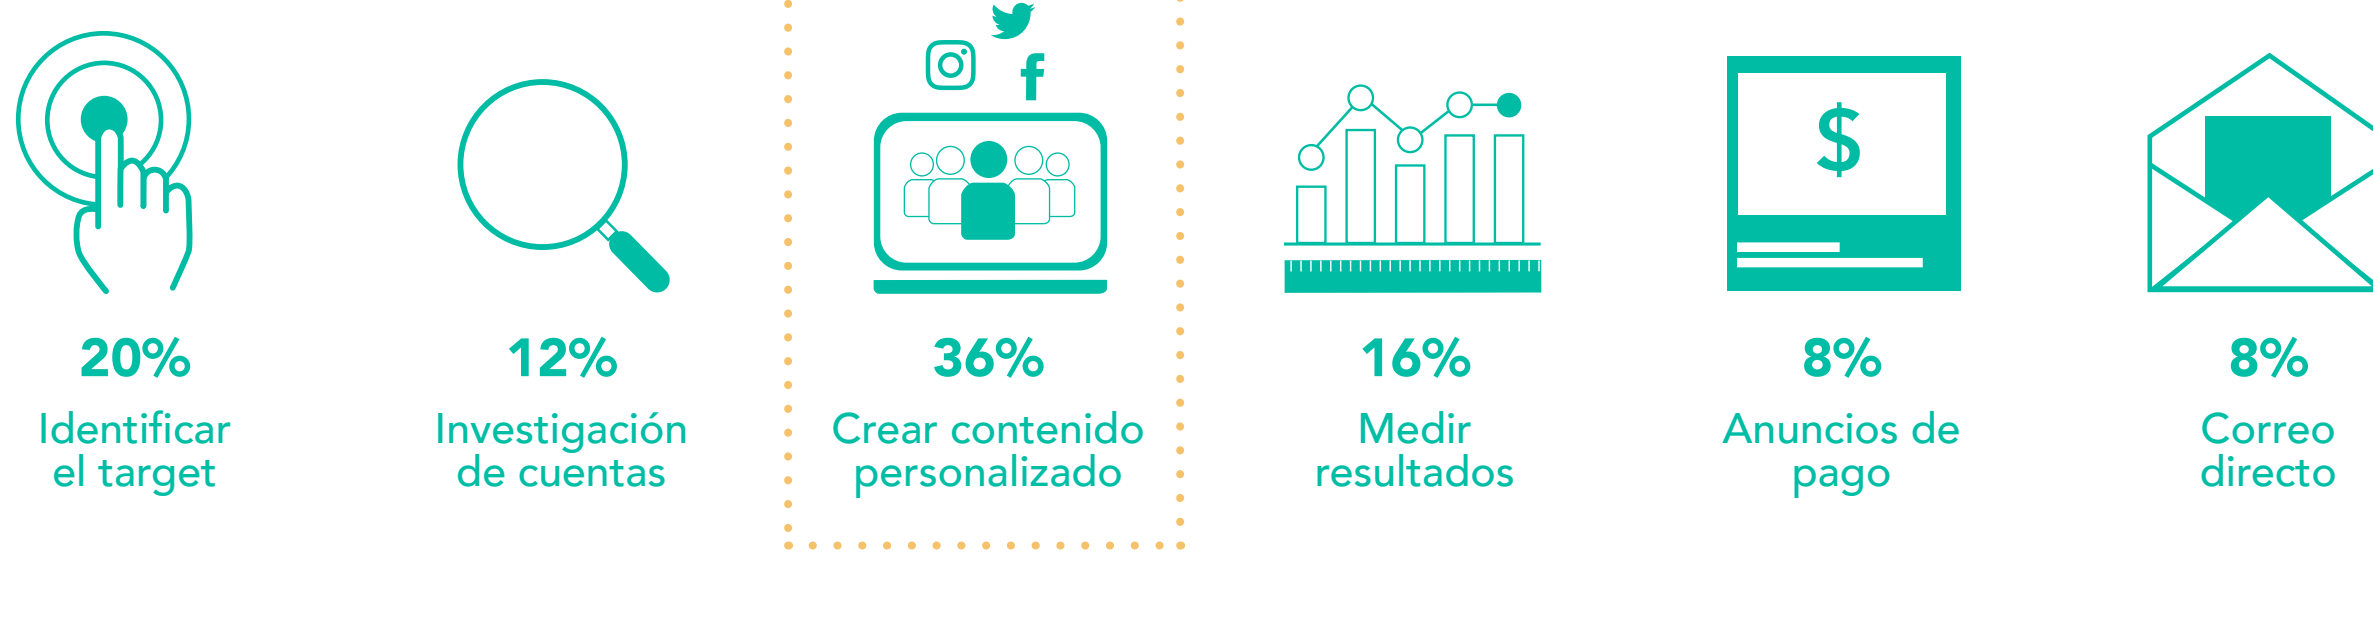 $
20%
Identificar
el target
12%
Investigación
de cuentas
36%
Crear contenido
personalizado
16%
Medir
resultados
8%
Anuncios de
pago
8%
Correo
directo